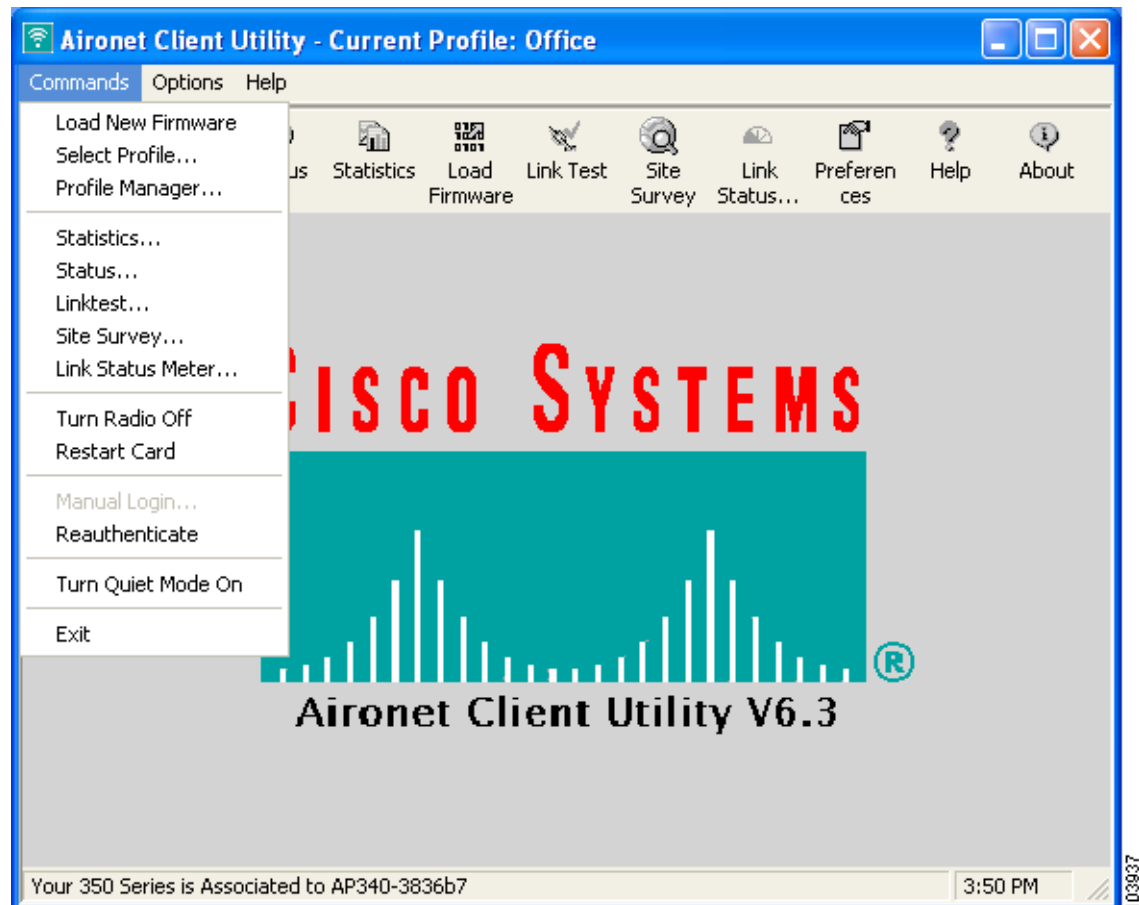 Aironet Client Utility - Current Profile: Office
Commands Options Help
Load New Firmware
Select Profile...
Profile Manager...
Statistics...
Status...
Linktest...
Site Survey...
Link Status Meter...
Turn Radio Off
Restart Card
Manual Login...
Reauthenticate
Turn Quiet Mode On
Exit
us
Statistics
Load
Firmware
Link Test
Site
Survey
Link
Status...
Preferen
ces
Help
About
CISCO SYSTEMS
®
Aironet Client Utility V6.3
Your 350 Series is Associated to AP340-3836b7
3:50 PM
03937